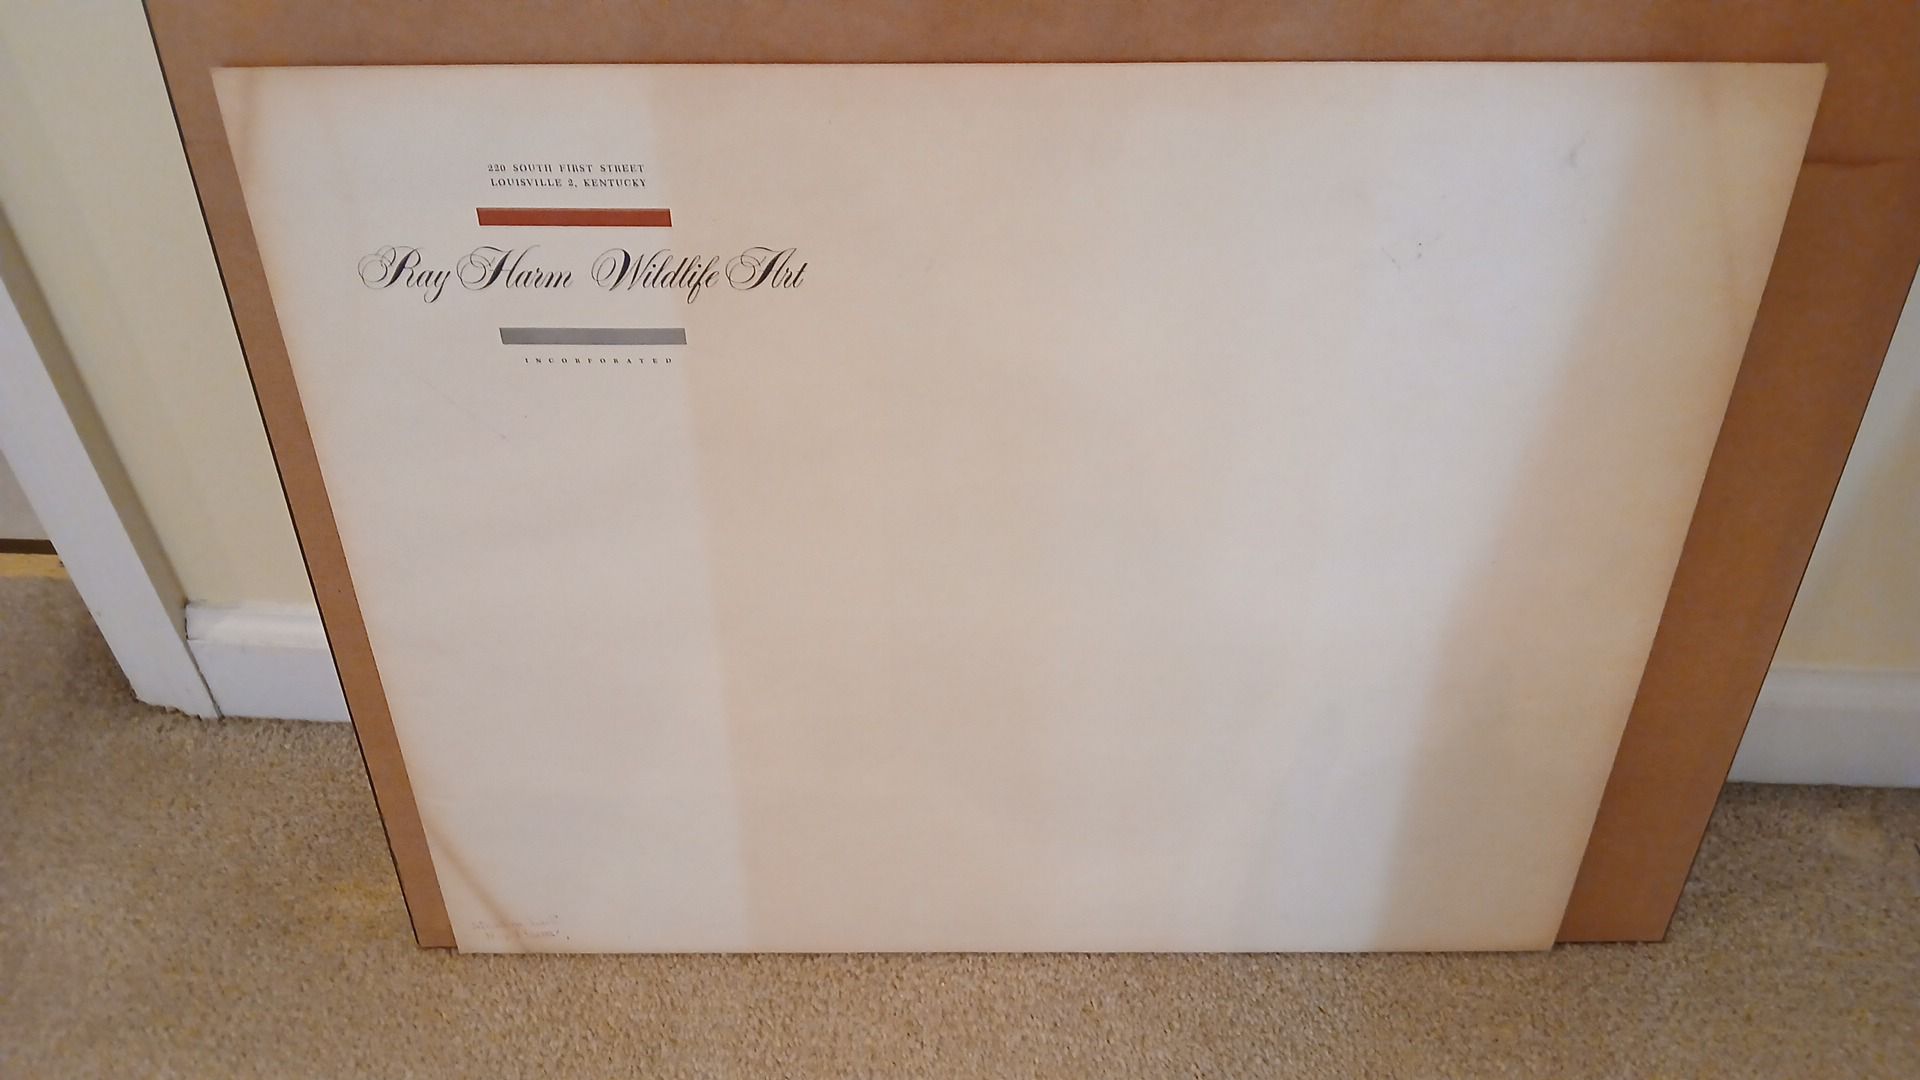 220 SOUTH FIRST STREET
LOUISVILLE 2, KENTUCKY
Ray Harm Wildlife Art
INCORPORATED